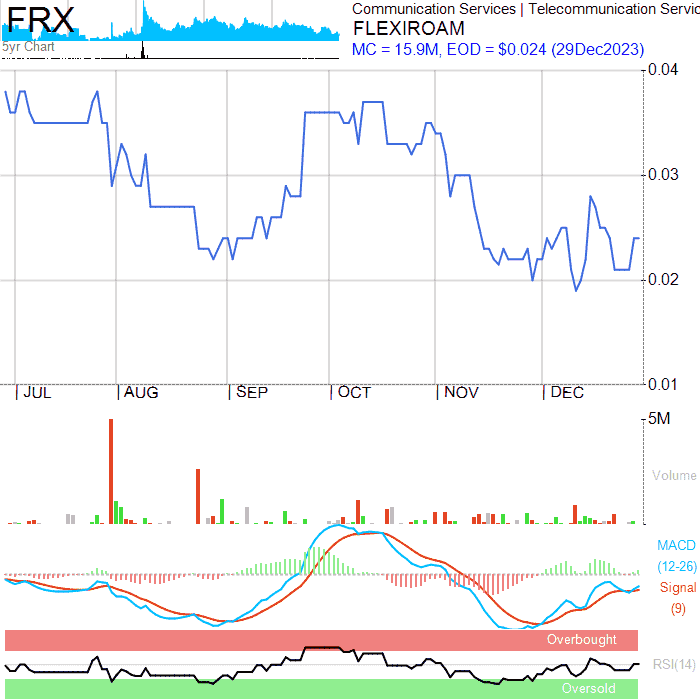 FRX
5yr Chart
Communication Services | Telecommunication Servic
FLEXIROAM
MC = 15.9M, EOD = $0.024 (29Dec2023)
0.04
0.03
0.02
0.01
| JUL | AUG | SEP | OCT | NOV | DEC
5M
Volume
MACD
(12-26)
Signal
(9)
Overbought
RSI(14)
Oversold